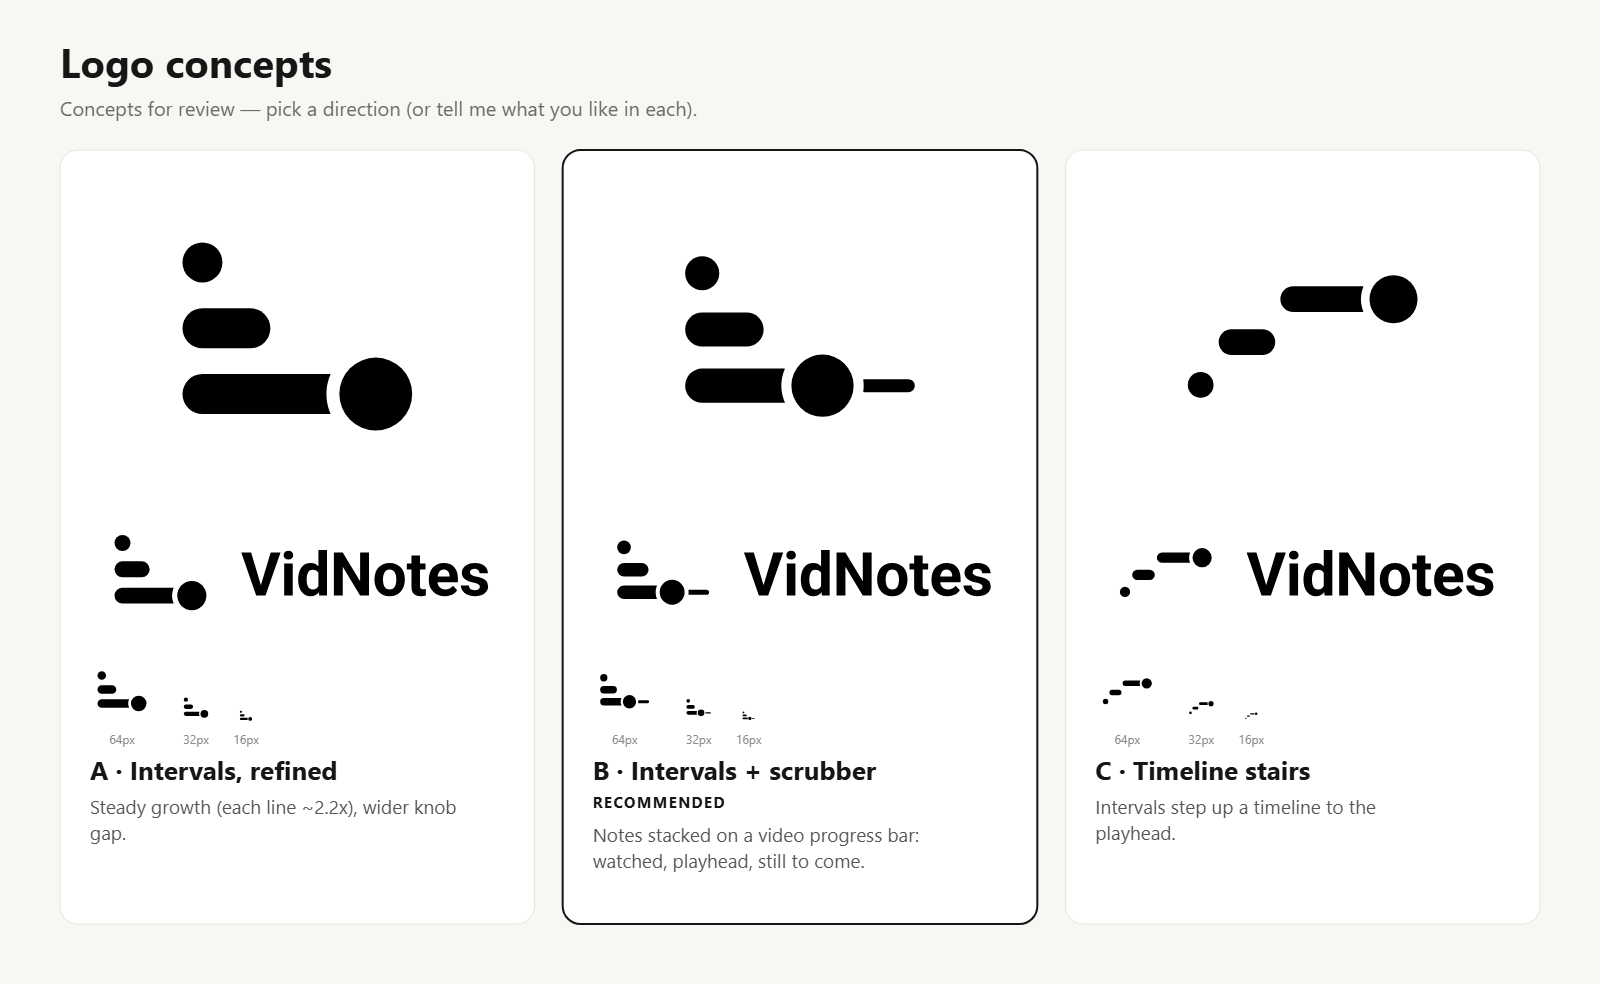 Logo concepts
Concepts for review — pick a direction (or tell me what you like in each).
VidNotes
64px 32px 16px
A · Intervals, refined
Steady growth (each line ~2.2x), wider knob
gap.
VidNotes
64px 32px 16px
B · Intervals + scrubber
RECOMMENDED
Notes stacked on a video progress bar:
watched, playhead, still to come.
VidNotes
64px 32px 16px
C · Timeline stairs
Intervals step up a timeline to the
playhead.